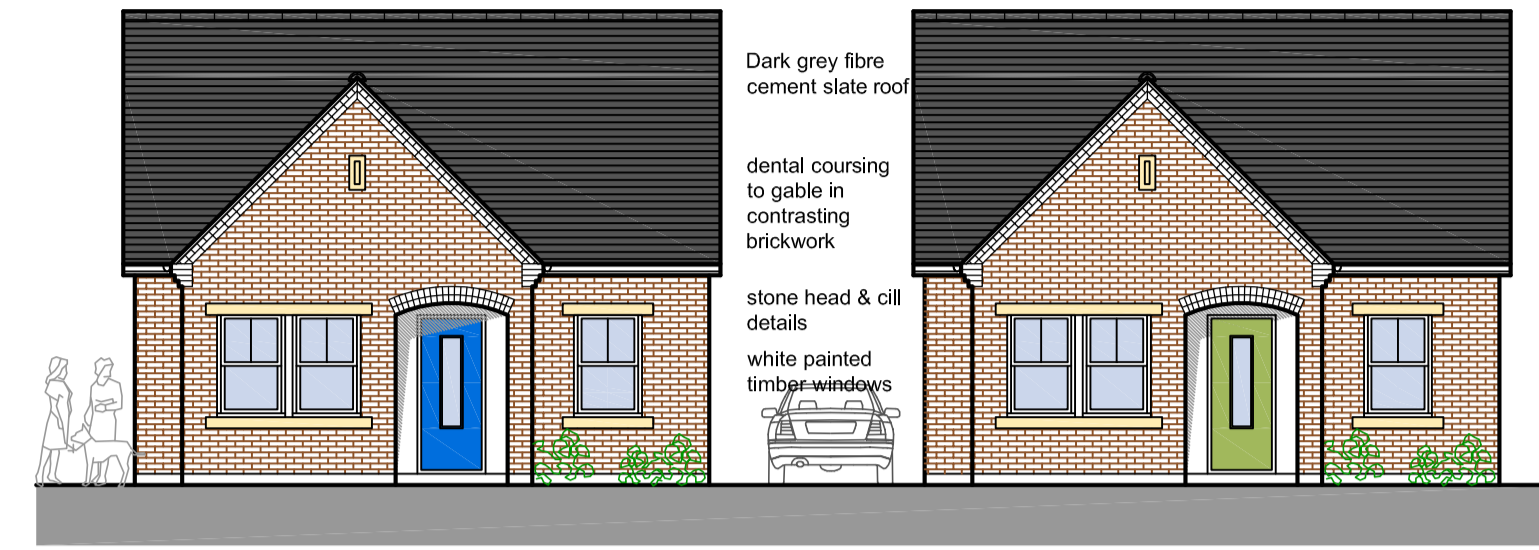 Dark grey fibre
cement slate roof
dental coursing
to gable in
contrasting
brickwork
stone head & cill
details
white painted
timber windows